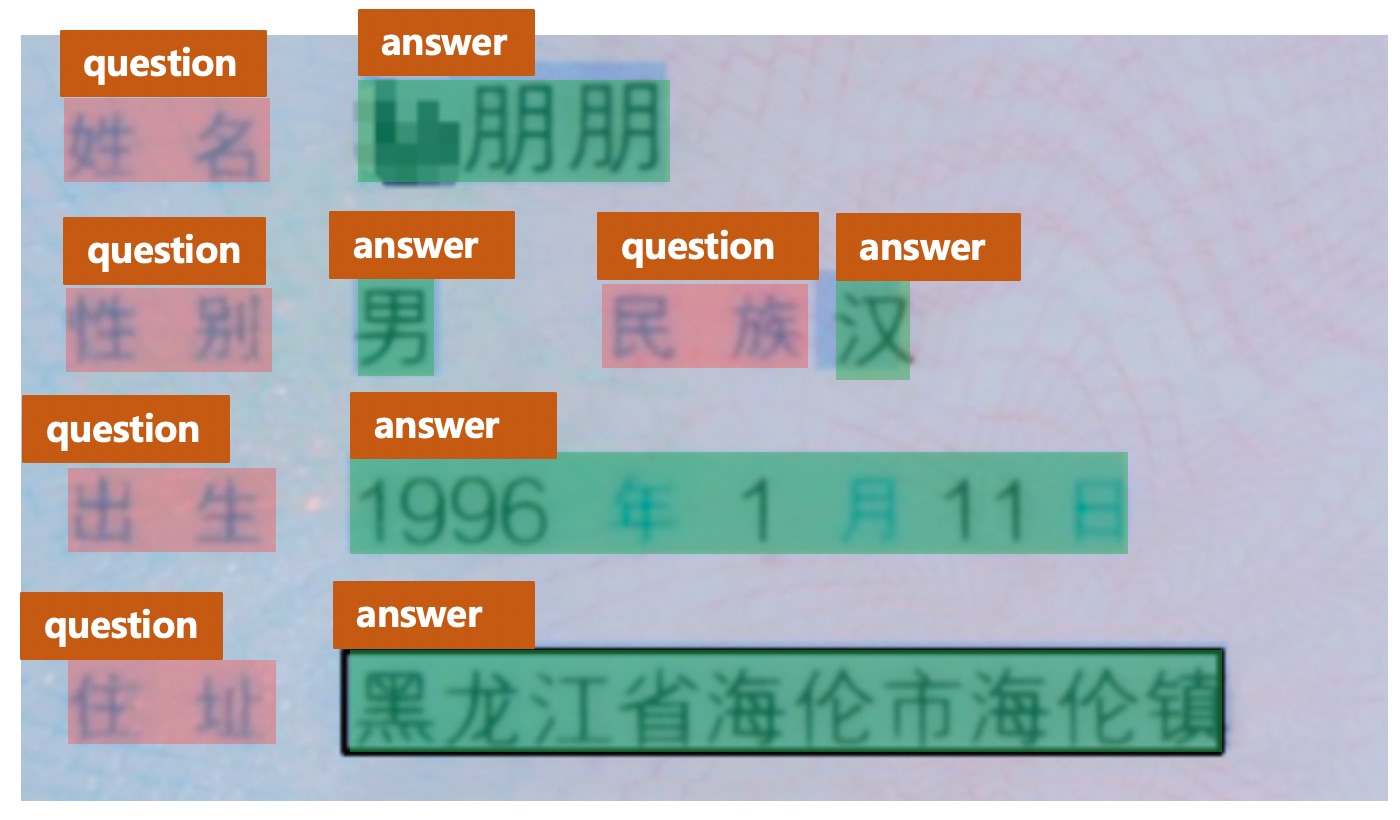 question answer
姓 名 朋朋
question answer question answer
性 别 男 民 族 汉
question answer
出 生 1996 年 1 月 11 日
question answer
住 址 黑龙江省海伦市海伦镇